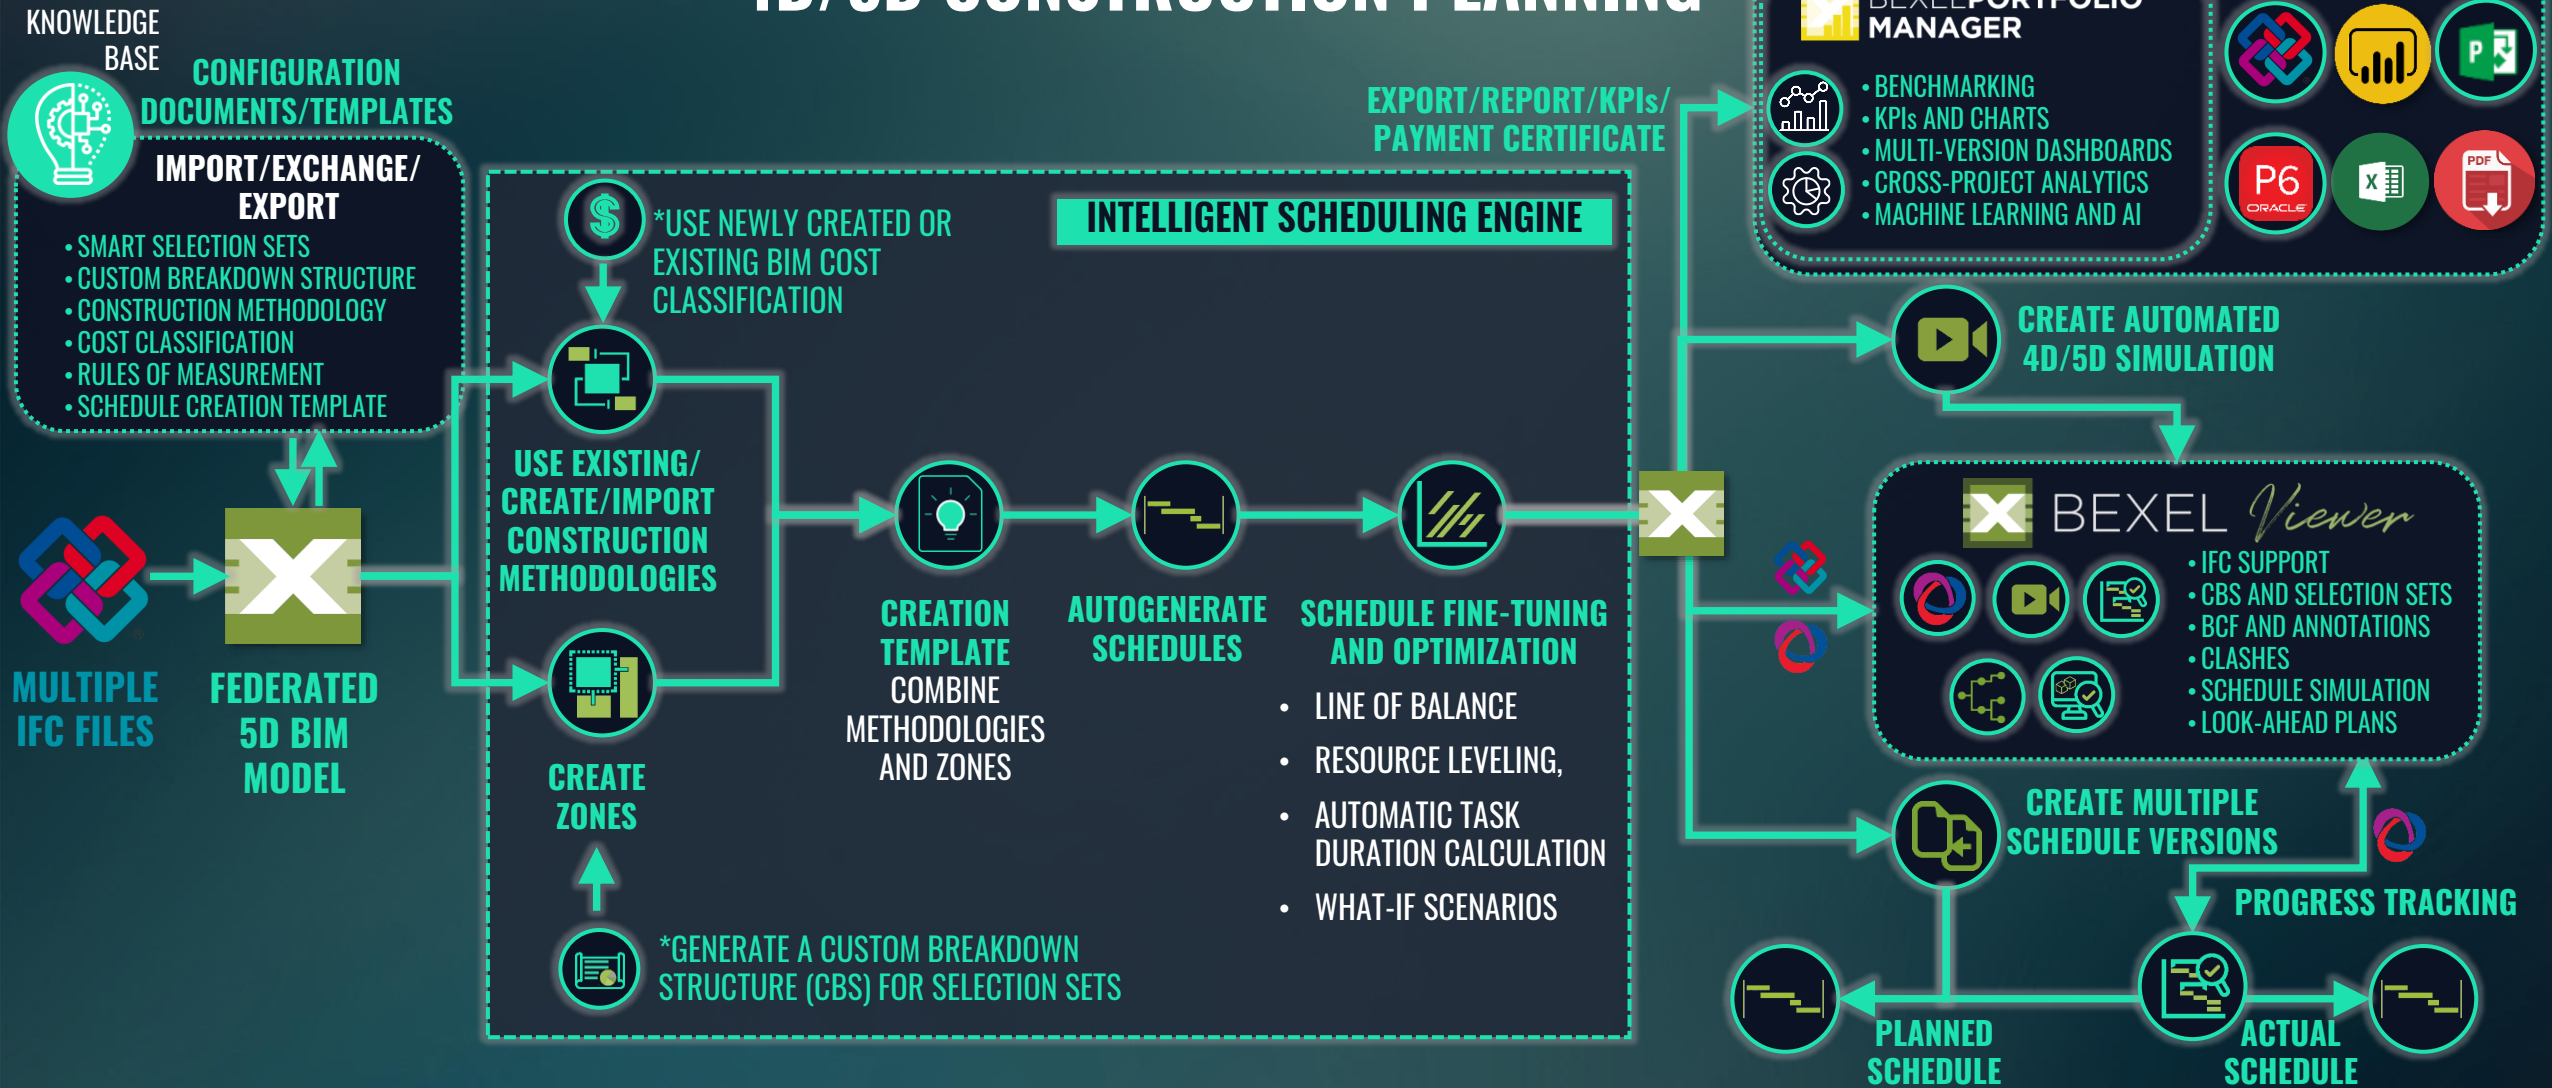 4D/5D CONSTRUCTION PLANNING
KNOWLEDGE
BASE
CONFIGURATION
DOCUMENTS/TEMPLATES
IMPORT/EXCHANGE/
EXPORT
• SMART SELECTION SETS
• CUSTOM BREAKDOWN STRUCTURE
• CONSTRUCTION METHODOLOGY
• COST CLASSIFICATION
• RULES OF MEASUREMENT
• SCHEDULE CREATION TEMPLATE
MULTIPLE
IFC FILES
FEDERATED
5D BIM
MODEL
*USE NEWLY CREATED OR
EXISTING BIM COST
CLASSIFICATION
INTELLIGENT SCHEDULING ENGINE
USE EXISTING/
CREATE/IMPORT
CONSTRUCTION
METHODOLOGIES
CREATE
ZONES
*GENERATE A CUSTOM BREAKDOWN
STRUCTURE (CBS) FOR SELECTION SETS
CREATION
TEMPLATE
COMBINE
METHODOLOGIES
AND ZONES
AUTOGENERATE
SCHEDULES
SCHEDULE FINE-TUNING
AND OPTIMIZATION
• LINE OF BALANCE
• RESOURCE LEVELING,
• AUTOMATIC TASK
DURATION CALCULATION
• WHAT-IF SCENARIOS
EXPORT/REPORT/KPIs/
PAYMENT CERTIFICATE
BEXELPORTFOLIO
MANAGER
• BENCHMARKING
• KPIs AND CHARTS
• MULTI-VERSION DASHBOARDS
• CROSS-PROJECT ANALYTICS
• MACHINE LEARNING AND AI
P
P6
ORACLE
X
PDF
CREATE AUTOMATED
4D/5D SIMULATION
X BEXEL Viewer
• IFC SUPPORT
• CBS AND SELECTION SETS
• BCF AND ANNOTATIONS
• CLASHES
• SCHEDULE SIMULATION
• LOOK-AHEAD PLANS
CREATE MULTIPLE
SCHEDULE VERSIONS
PROGRESS TRACKING
PLANNED
SCHEDULE
ACTUAL
SCHEDULE